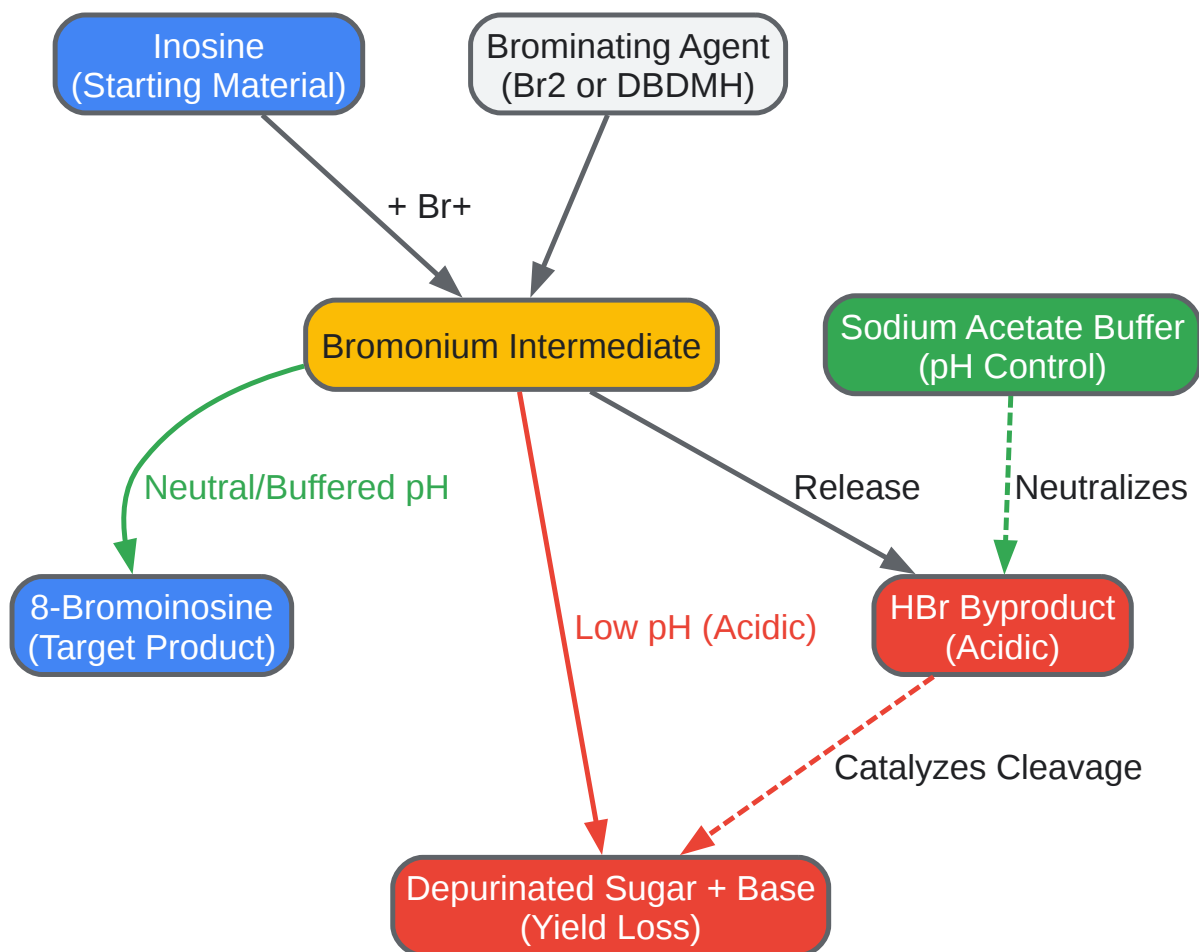 Inosine
(Starting Material)
Brominating Agent
(Br2 or DBDMH)
+ Br+
Bromonium Intermediate
Sodium Acetate Buffer
(pH Control)
Neutral/Buffered pH
Release
Neutralizes
8-Bromoinosine
(Target Product)
Low pH (Acidic)
HBr Byproduct
(Acidic)
Catalyzes Cleavage
Depurinated Sugar + Base
(Yield Loss)